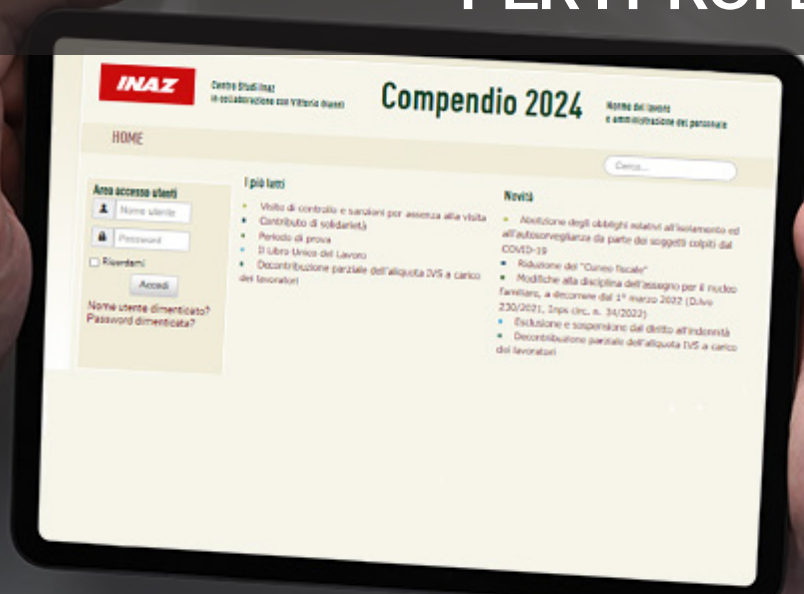 INAZ
Centro Studi Inaz
in collaborazione con Vittorio
Compendio 2024
Norme del lavoro
e amministrazione del personale
HOME
Cerca...
Area accesso utenti
Nome utente
Password
Ricordami
Accedi
Nome utente dimenticato?
Password dimenticata?
I più letti
Visite di controllo e sanzioni per assenza alla visita
Contributo di solidarietà
Periodo di prova
Il Libro Unico del Lavoro
Decontribuzione parziale dell'aliquota IVS a carico
dei lavoratori
Novità
Abolizione degli obblighi relativi all'isolamento ed
all'autosorveglianza da parte dei soggetti colpiti dal
COVID-19
Riduzione del "Cuneo fiscale"
Modifiche alla disciplina dell'assegno per il nucleo
familiare, a decorrere dal 1° marzo 2022 (D.lvo
230/2021, Inps circ. n. 34/2022)
Esclusione e sospensione dal diritto all'indennità
Decontribuzione parziale dell'aliquota IVS a carico
dei lavoratori